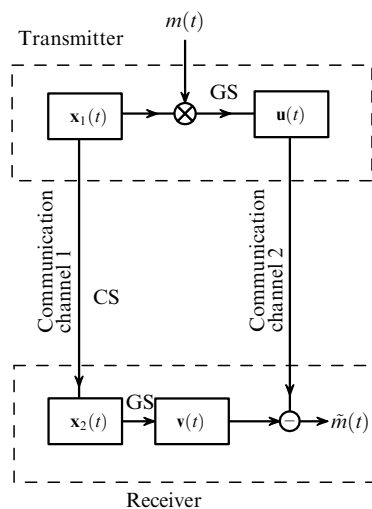 m(t)
Transmitter
GS
x₁(t)
u(t)
Communication
channel 1
CS
Communication
channel 2
GS
x₂(t)
v(t)
−
m̃(t)
Receiver